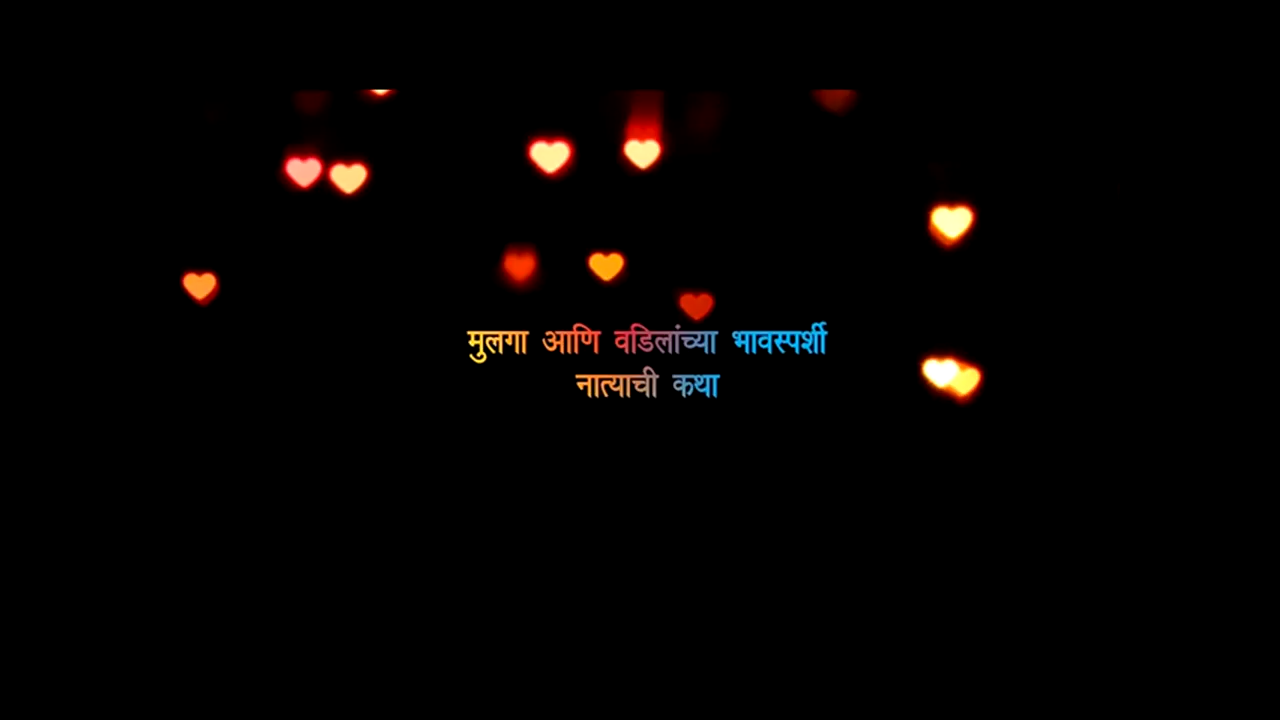 मुलगा आणि वडिलांच्या भावस्पर्शी
नात्याची कथा